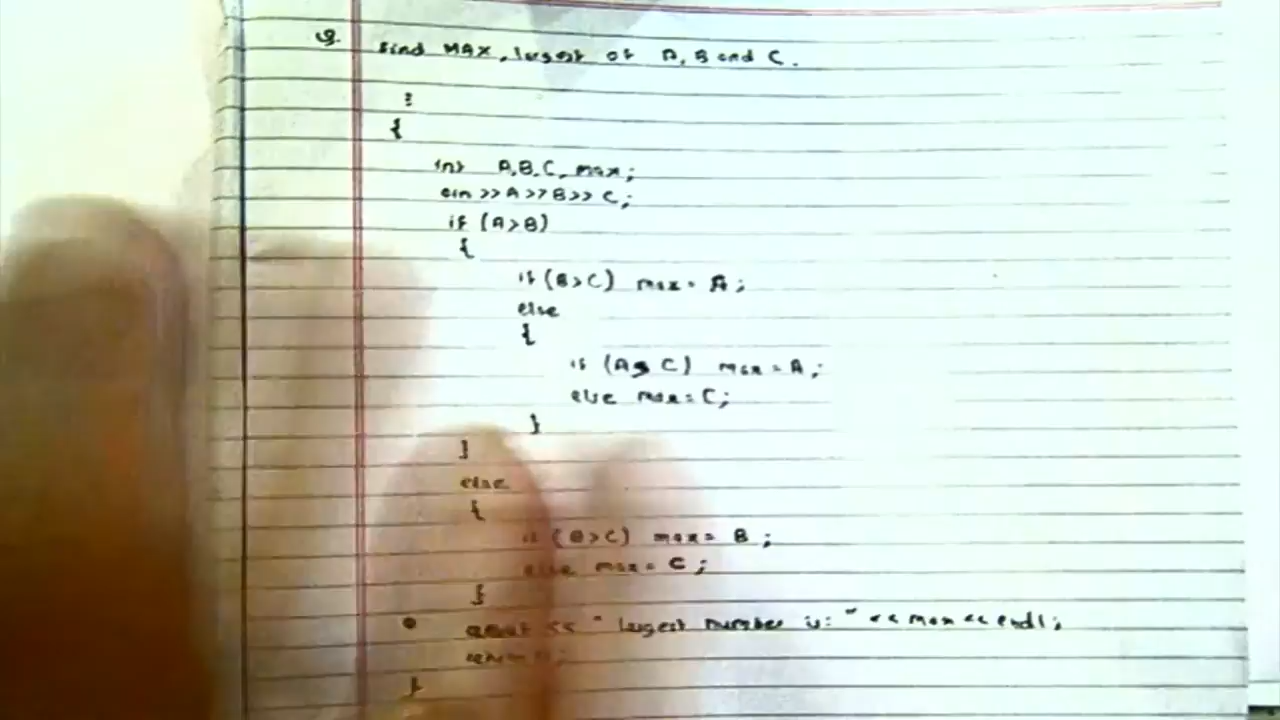 Q. Find MAX, largest of A, B and C.
:
{
int A,B,C, max;
cin >> A >> B >> C;
if (A>B)
{
if (B>C) max = A;
else
{
if (A>C) max = A;
else max = C;
}
}
else
{
if (B>C) max = B;
else max = C;
}
cout << " largest number is: " << max << endl;
}